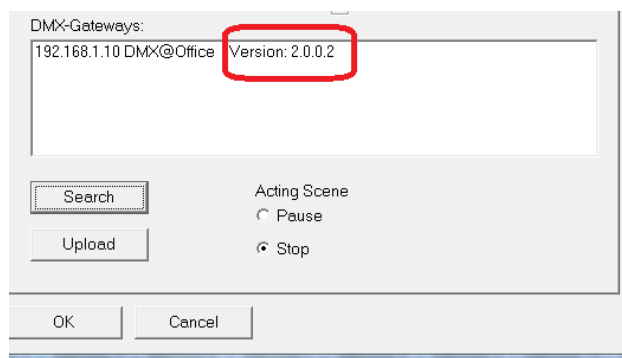 DMX-Gateways:
192.168.1.10 DMX@Office Version: 2.0.0.2
Search
Acting Scene
Pause
Upload
Stop
OK Cancel